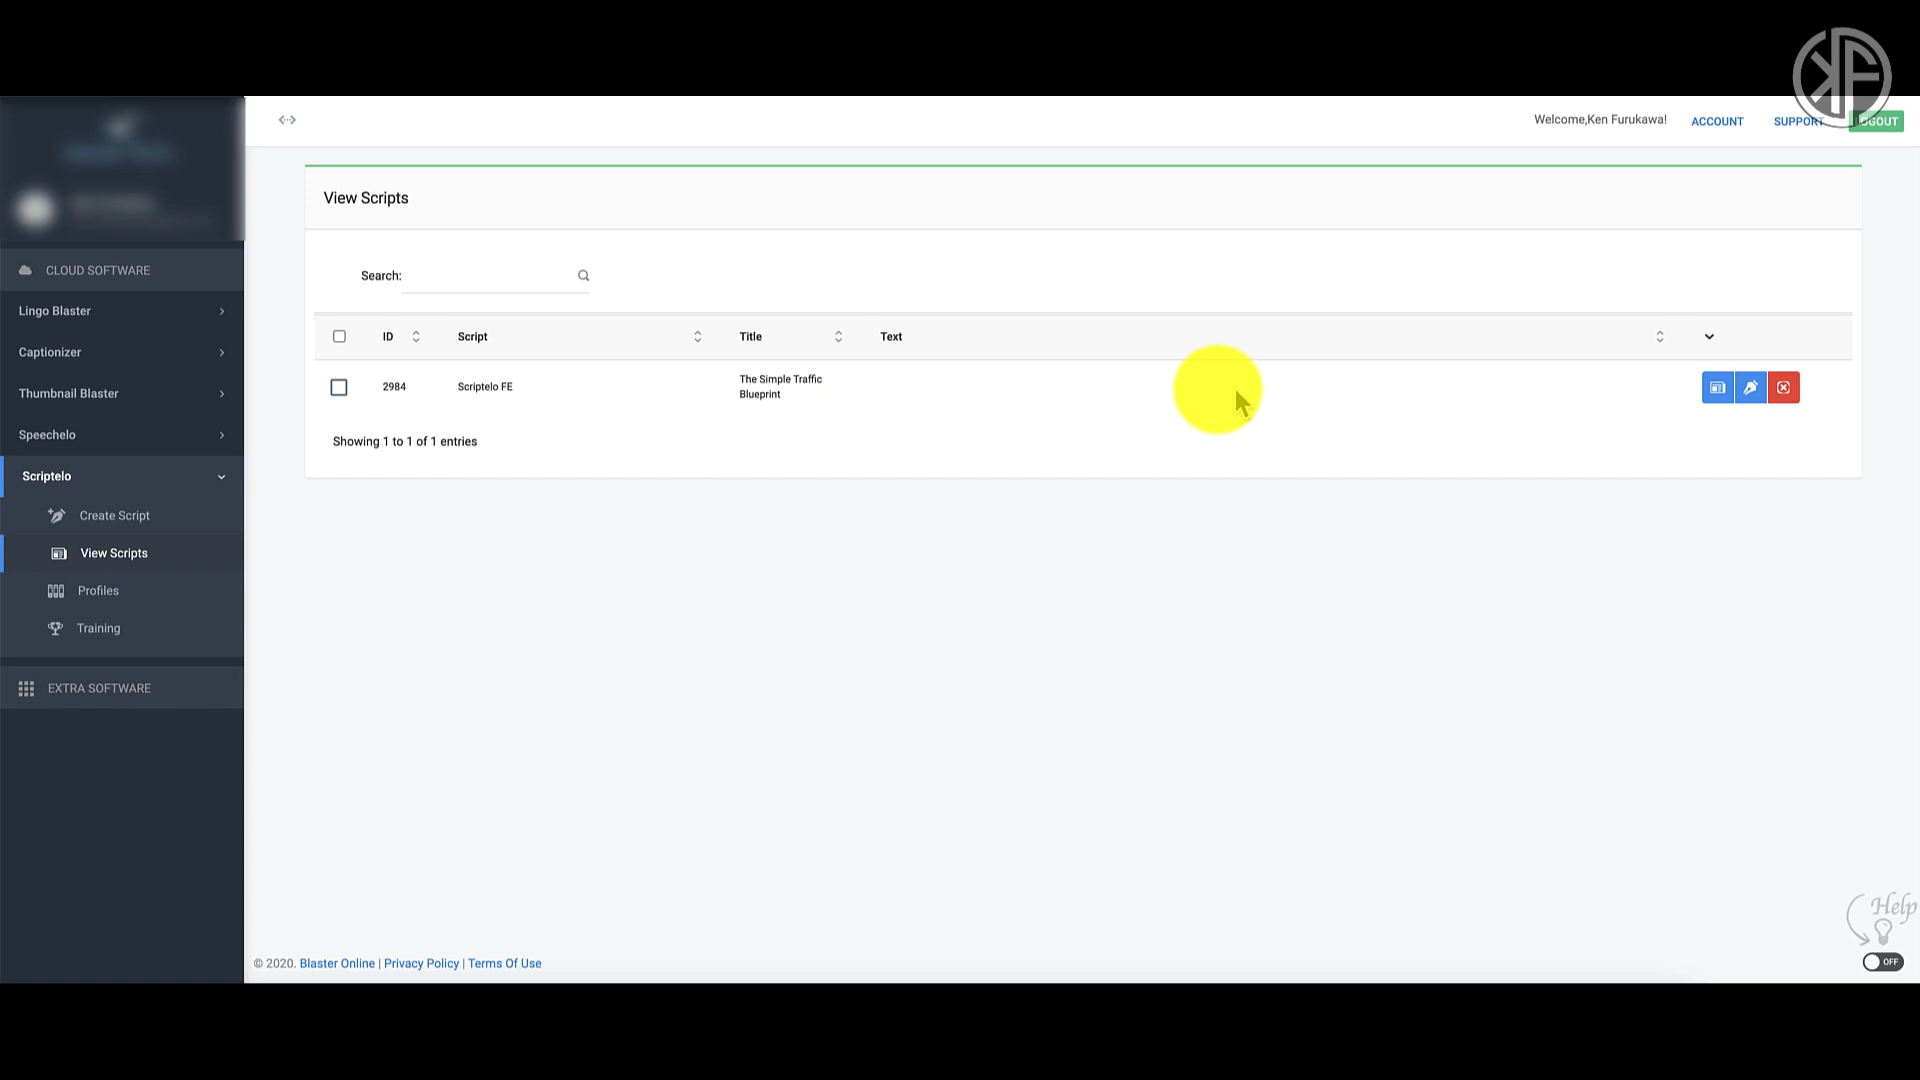 Welcome,Ken Furukawa!
ACCOUNT
SUPPORT
LOGOUT
CLOUD SOFTWARE
Lingo Blaster
Captionizer
Thumbnail Blaster
Speechelo
Scriptelo
Create Script
View Scripts
Profiles
Training
EXTRA SOFTWARE
View Scripts
Search:
ID Script Title Text
2984 Scriptelo FE The Simple Traffic
Blueprint
Showing 1 to 1 of 1 entries
© 2020. Blaster Online | Privacy Policy | Terms Of Use
Help
OFF